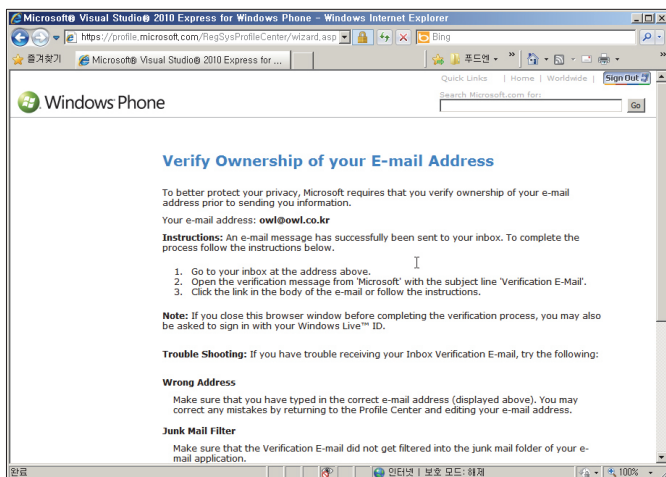 Microsoft® Visual Studio® 2010 Express for Windows Phone - Windows Internet Explorer
https://profile.microsoft.com/RegSysProfileCenter/wizard.asp
Bing
즐겨찾기
Microsoft® Visual Studio® 2010 Express for ...
푸드엔
Quick Links | Home | Worldwide |
Sign Out
Search Microsoft.com for:
Go
Windows Phone
Verify Ownership of your E-mail Address
To better protect your privacy, Microsoft requires that you verify ownership of your e-mail
address prior to sending you information.
Your e-mail address: owl@owl.co.kr
Instructions: An e-mail message has successfully been sent to your inbox. To complete the
process follow the instructions below.
1. Go to your inbox at the address above.
2. Open the verification message from 'Microsoft' with the subject line 'Verification E-Mail'.
3. Click the link in the body of the e-mail or follow the instructions.
Note: If you close this browser window before completing the verification process, you may also
be asked to sign in with your Windows Live™ ID.
Trouble Shooting: If you have trouble receiving your Inbox Verification E-mail, try the following:
Wrong Address
Make sure that you have typed in the correct e-mail address (displayed above). You may
correct any mistakes by returning to the Profile Center and editing your e-mail address.
Junk Mail Filter
Make sure that the Verification E-mail did not get filtered into the junk mail folder of your e-
mail application.
완료
인터넷 | 보호 모드: 해제
100%